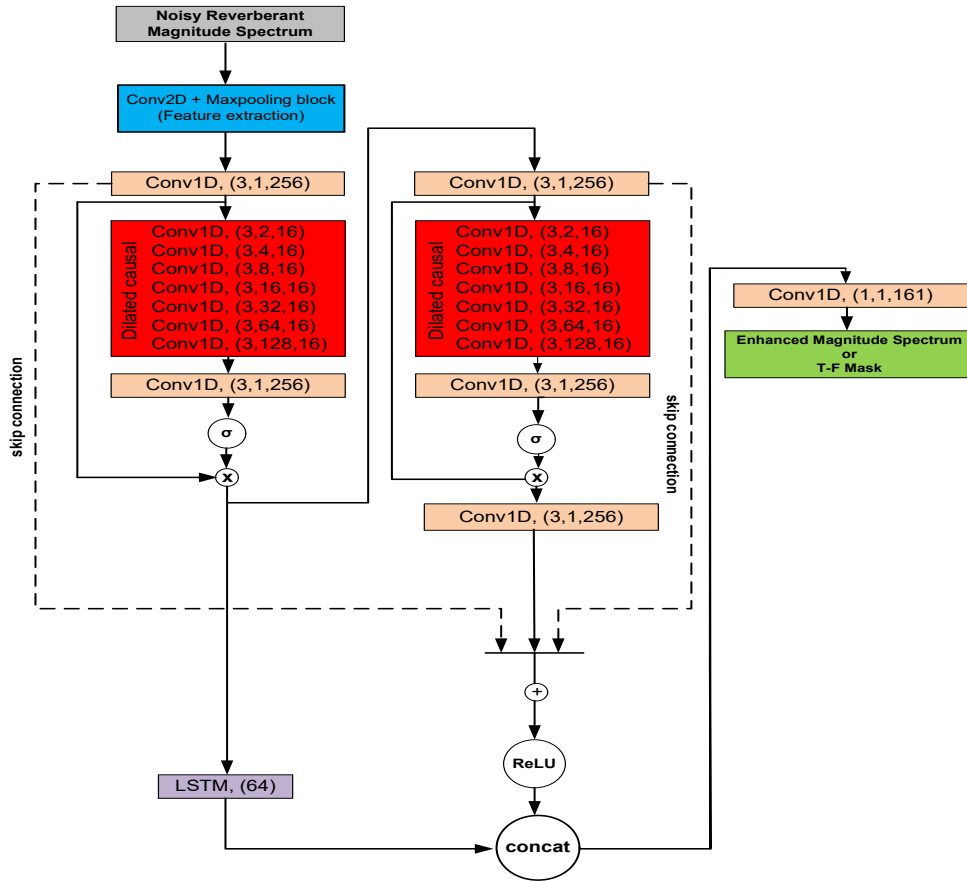 Noisy Reverberant
Magnitude Spectrum
Conv2D + Maxpooling block
(Feature extraction)
Conv1D, (3,1,256)
Dilated causal
Conv1D, (3,2,16)
Conv1D, (3,4,16)
Conv1D, (3,8,16)
Conv1D, (3,16,16)
Conv1D, (3,32,16)
Conv1D, (3,64,16)
Conv1D, (3,128,16)
Conv1D, (3,1,256)
σ
x
skip connection
LSTM, (64)
Conv1D, (3,1,256)
Dilated causal
Conv1D, (3,2,16)
Conv1D, (3,4,16)
Conv1D, (3,8,16)
Conv1D, (3,16,16)
Conv1D, (3,32,16)
Conv1D, (3,64,16)
Conv1D, (3,128,16)
Conv1D, (3,1,256)
σ
x
Conv1D, (3,1,256)
skip connection
+
ReLU
concat
Conv1D, (1,1,161)
Enhanced Magnitude Spectrum
or
T-F Mask